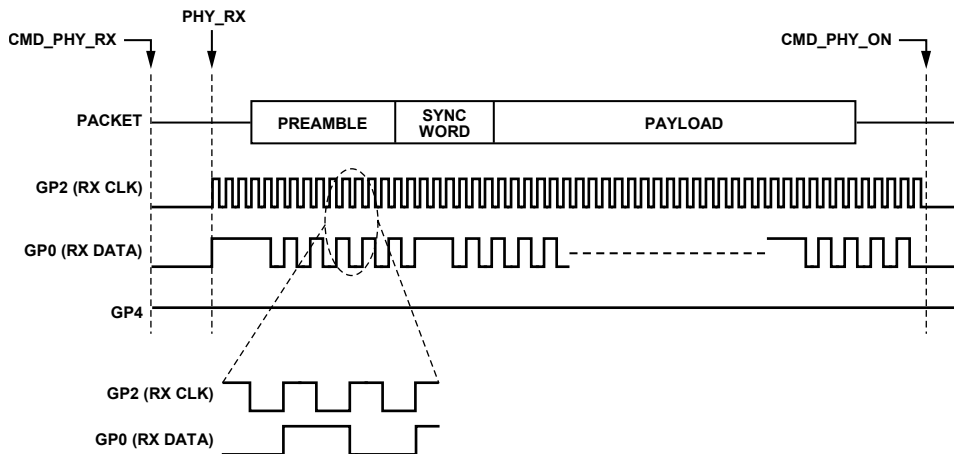 PHY_RX
CMD_PHY_RX
CMD_PHY_ON
PACKET
PREAMBLE
SYNC
WORD
PAYLOAD
GP2 (RX CLK)
GP0 (RX DATA)
GP4
GP2 (RX CLK)
GP0 (RX DATA)